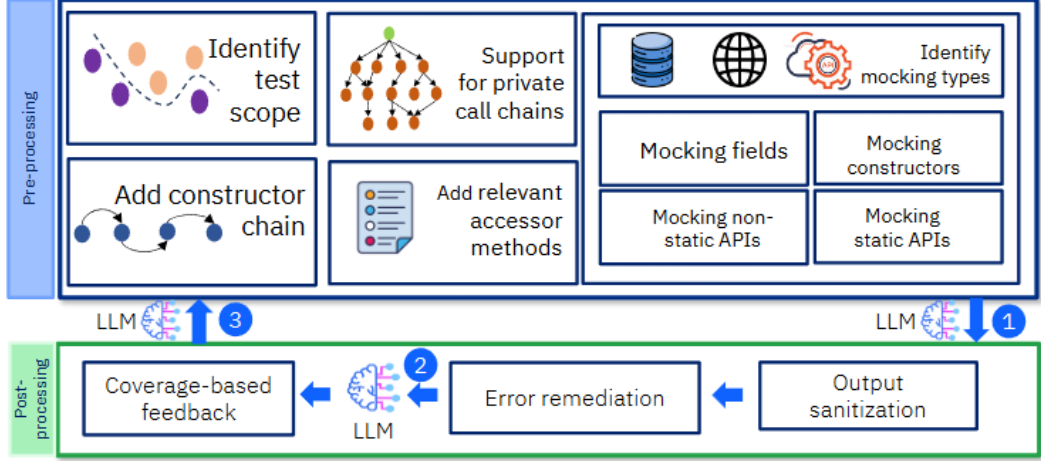 Pre-processing
Identify
test
scope
Support
for private
call chains
API
Identify
mocking types
Add constructor
chain
Add relevant
accessor
methods
Mocking fields
Mocking
constructors
Mocking non-
static APIs
Mocking
static APIs
LLM
3
LLM
1
Post-
processing
Coverage-based
feedback
LLM
2
Error remediation
Output
sanitization